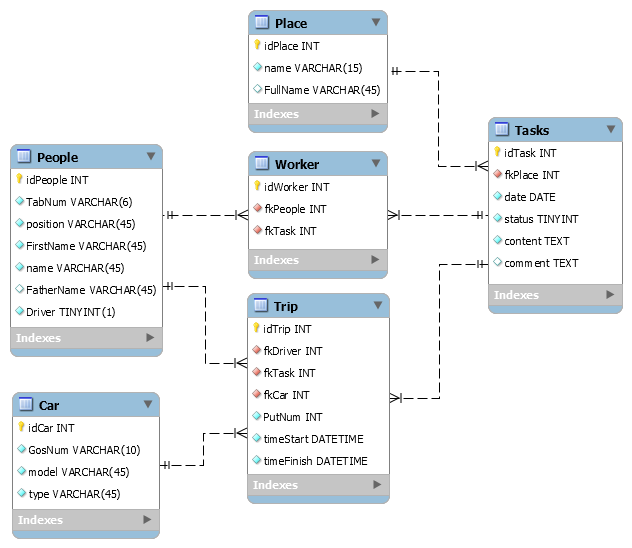 Place
idPlace INT
name VARCHAR(15)
FullName VARCHAR(45)
Indexes
People
idPeople INT
TabNum VARCHAR(6)
position VARCHAR(45)
FirstName VARCHAR(45)
name VARCHAR(45)
FatherName VARCHAR(45)
Driver TINYINT(1)
Indexes
Worker
idWorker INT
fkPeople INT
fkTask INT
Indexes
Tasks
idTask INT
fkPlace INT
date DATE
status TINYINT
content TEXT
comment TEXT
Indexes
Trip
idTrip INT
fkDriver INT
fkTask INT
fkCar INT
PutNum INT
timeStart DATETIME
timeFinish DATETIME
Indexes
Car
idCar INT
GosNum VARCHAR(10)
model VARCHAR(45)
type VARCHAR(45)
Indexes